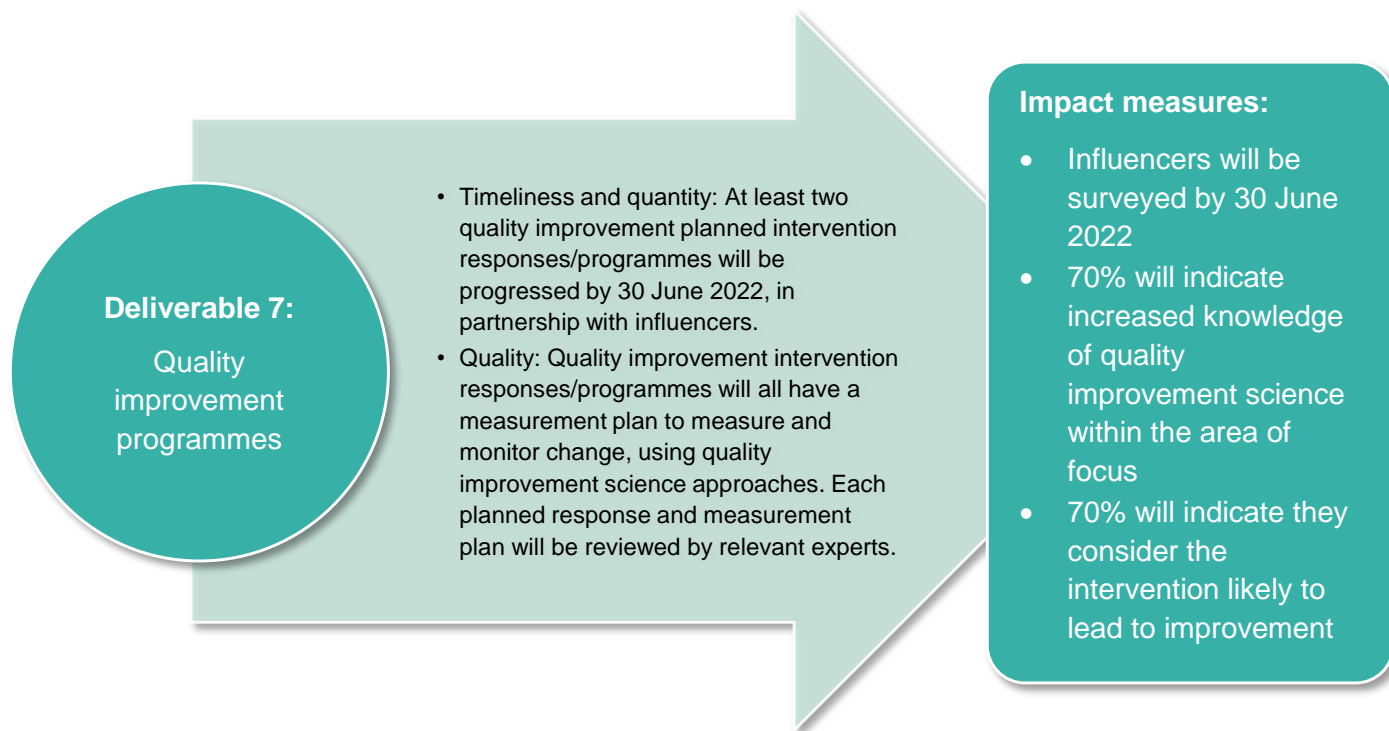 Deliverable 7:
Quality
improvement
programmes
• Timeliness and quantity: At least two
quality improvement planned intervention
responses/programmes will be
progressed by 30 June 2022, in
partnership with influencers.
• Quality: Quality improvement intervention
responses/programmes will all have a
measurement plan to measure and
monitor change, using quality
improvement science approaches. Each
planned response and measurement
plan will be reviewed by relevant experts.
Impact measures:
• Influencers will be
surveyed by 30 June
2022
• 70% will indicate
increased knowledge
of quality
improvement science
within the area of
focus
• 70% will indicate they
consider the
intervention likely to
lead to improvement